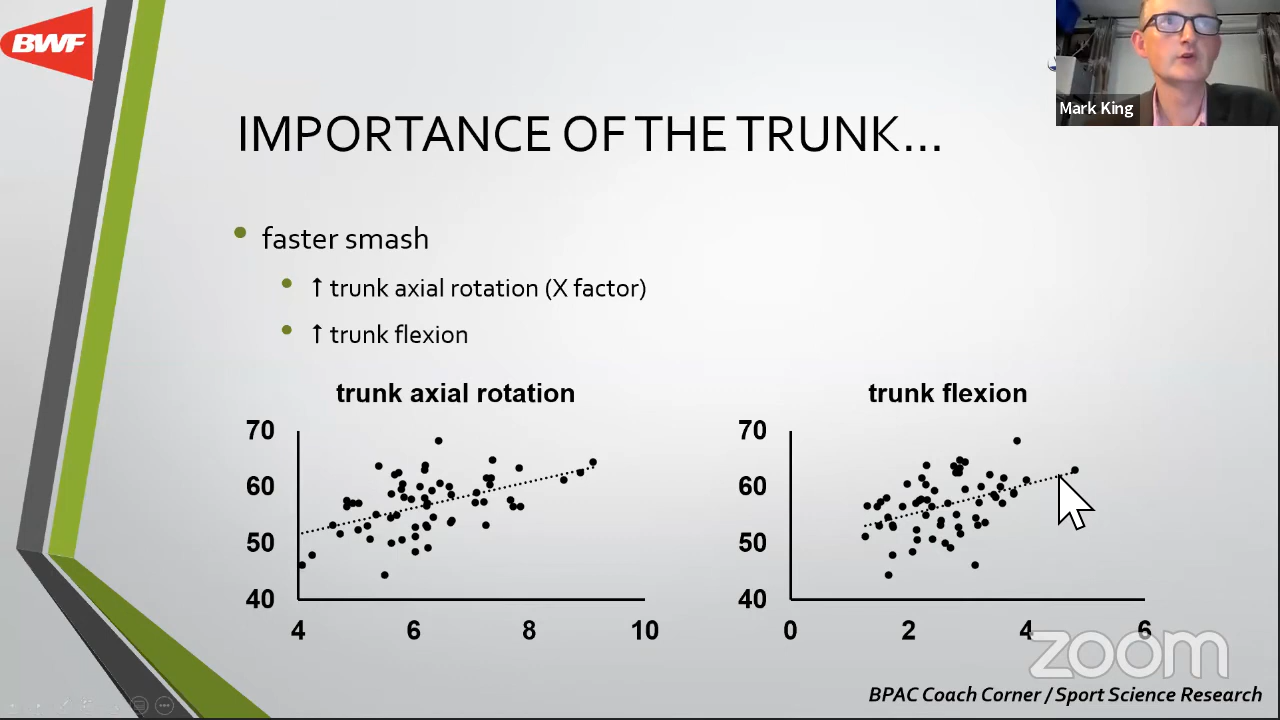 BWF
Mark King
IMPORTANCE OF THE TRUNK…
faster smash
↑ trunk axial rotation (X factor)
↑ trunk flexion
trunk axial rotation
70
60
50
40
4 6 8 10
trunk flexion
70
60
50
40
0 2 4 6
zoom
BPAC Coach Corner / Sport Science Research